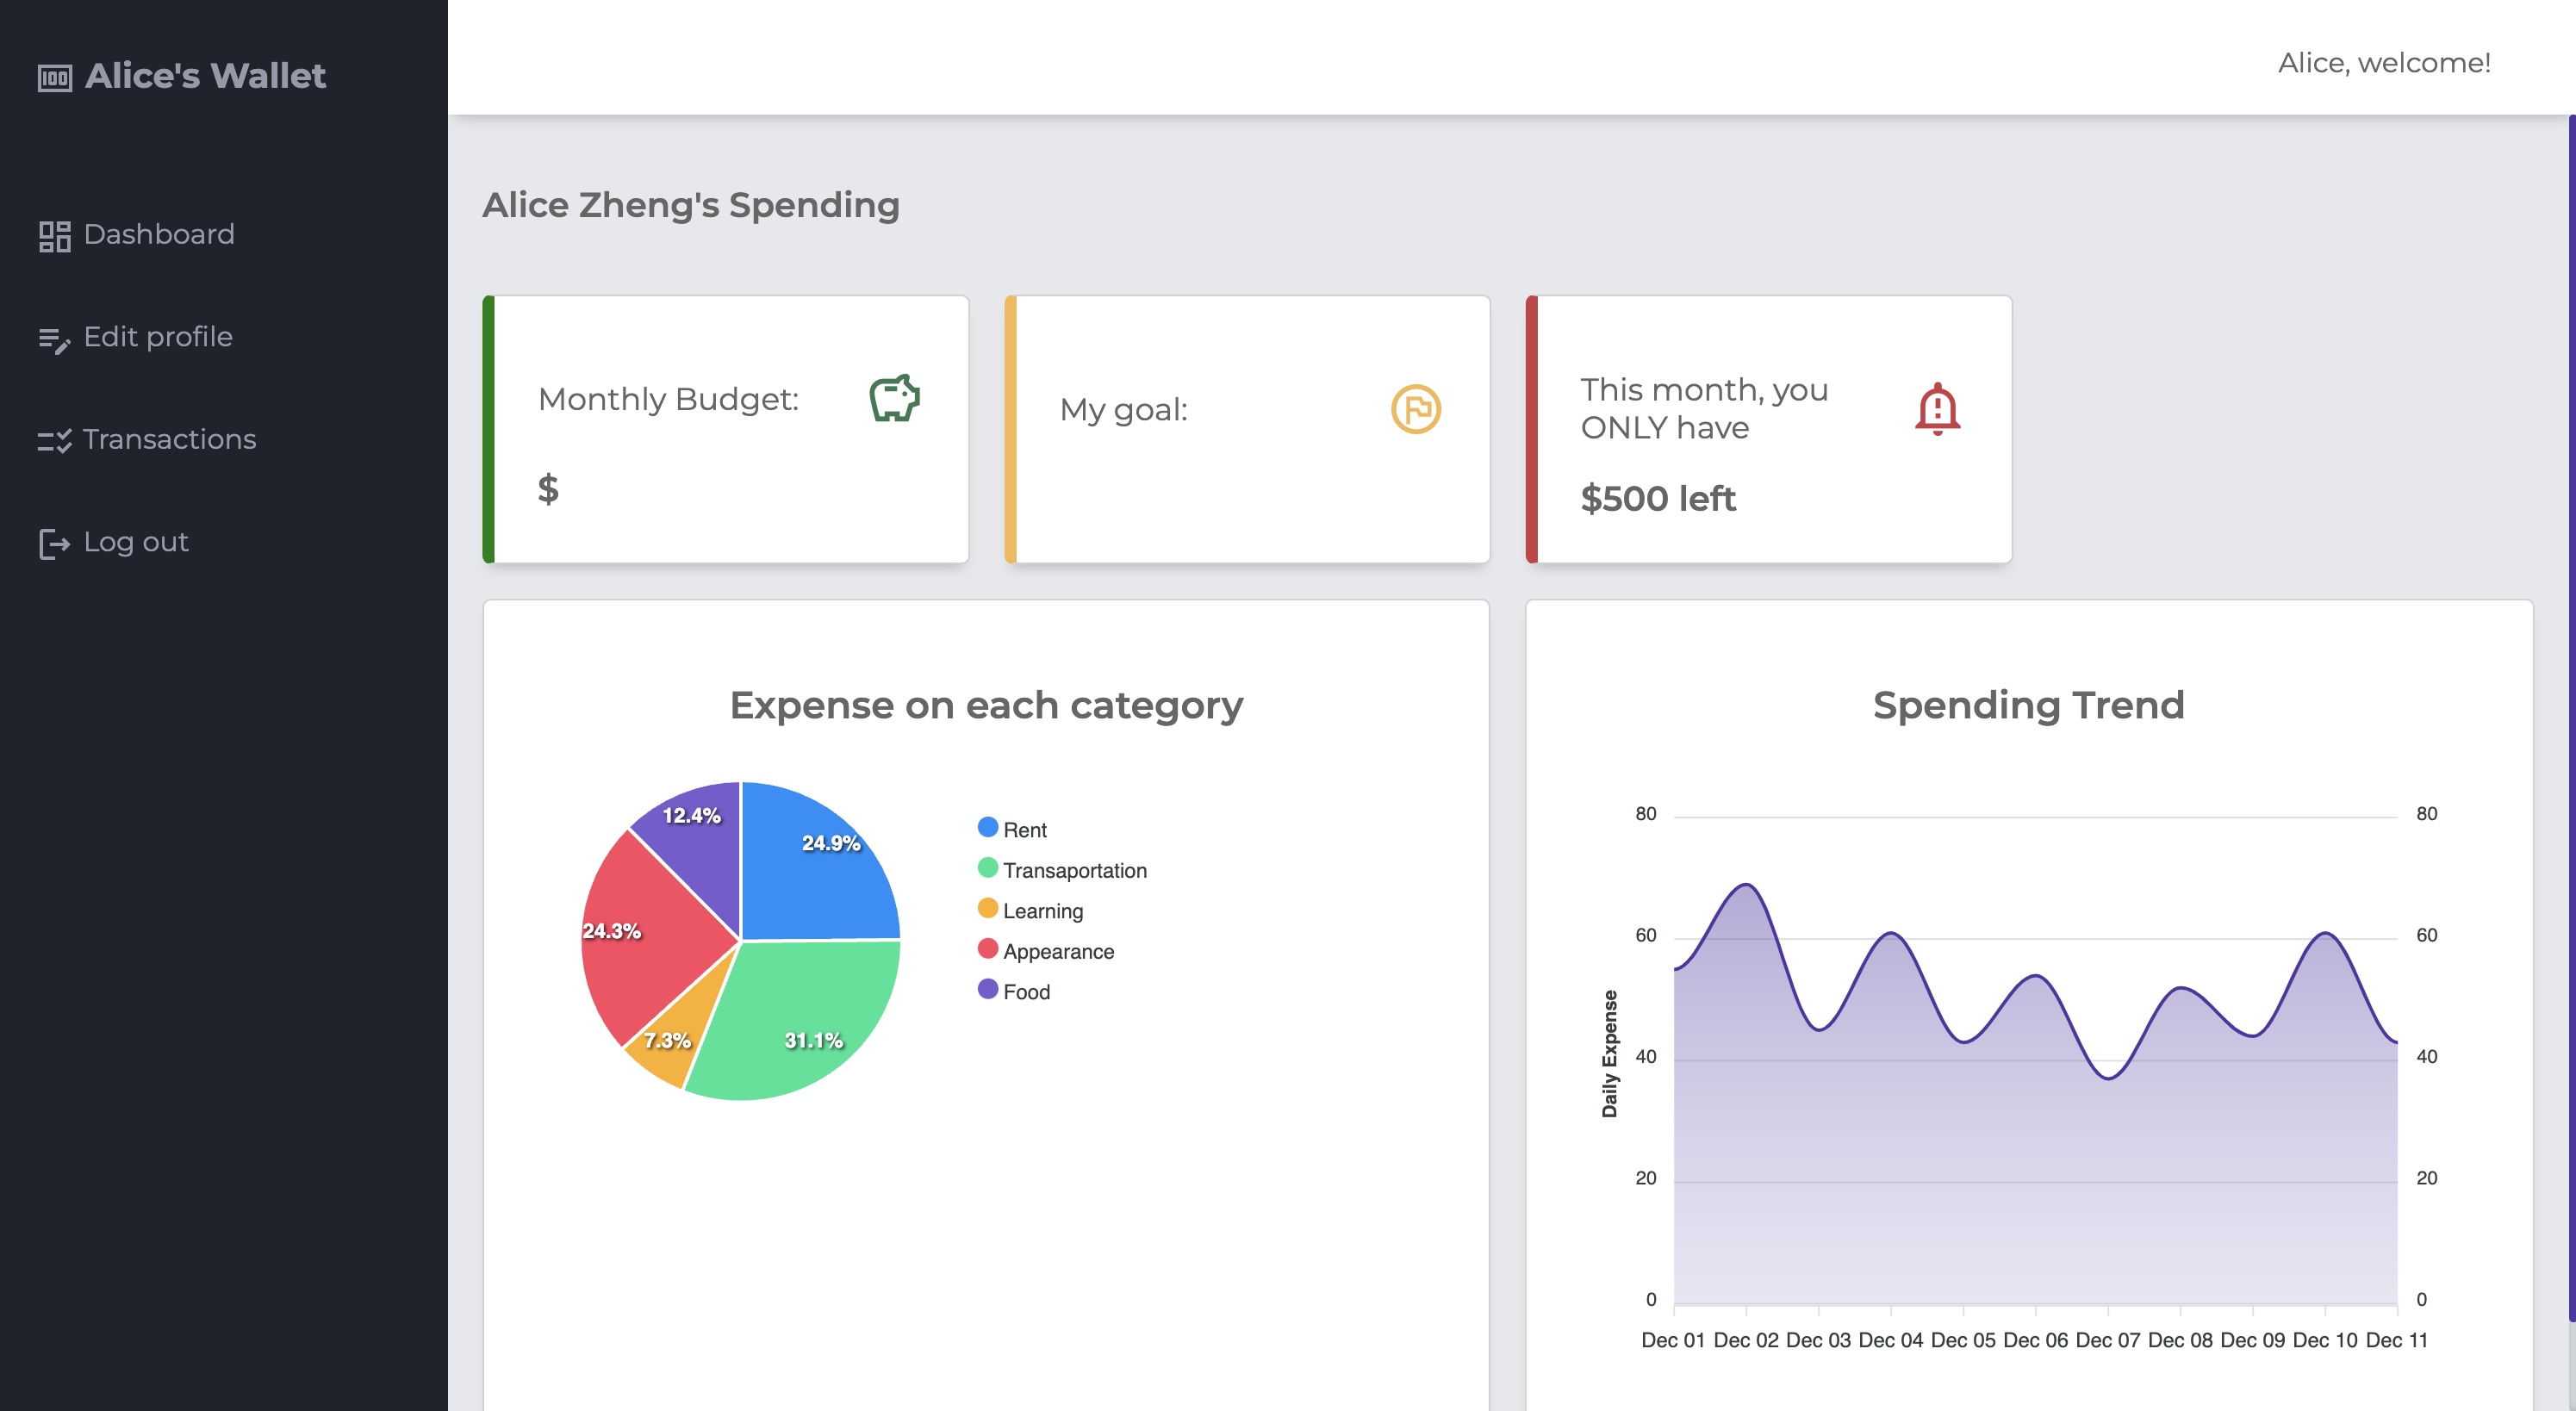 Alice's Wallet
Alice, welcome!
Dashboard
Edit profile
Transactions
Log out
Alice Zheng's Spending
Monthly Budget:
$
My goal:
This month, you
ONLY have
$500 left
Expense on each category
12.4%
24.9%
24.3%
7.3%
31.1%
Rent
Transaportation
Learning
Appearance
Food
Spending Trend
Daily Expense
80
60
40
20
0
80
60
40
20
0
Dec 01 Dec 02 Dec 03 Dec 04 Dec 05 Dec 06 Dec 07 Dec 08 Dec 09 Dec 10 Dec 11